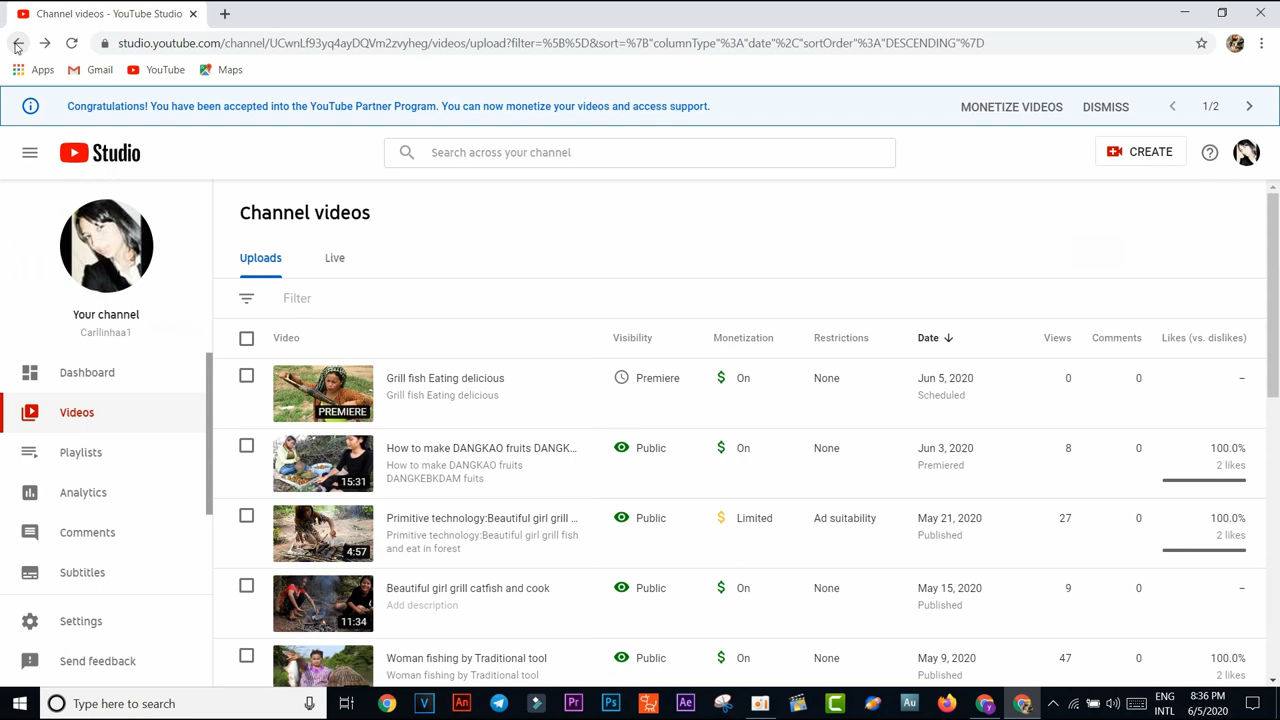 Channel videos - YouTube Studio
studio.youtube.com/channel/UCwnLf93yq4ayDQVm2zvyheg/videos/upload?filter=%5B%5D&sort=%7B"columnType"%3A"date"%2C"sortOrder"%3A"DESCENDING"%7D
Apps Gmail YouTube Maps
Congratulations! You have been accepted into the YouTube Partner Program. You can now monetize your videos and access support. MONETIZE VIDEOS DISMISS 1/2
Studio Search across your channel CREATE
Channel videos
Uploads Live
Your channel
Carllinhaa1
Filter
Dashboard
Videos
Playlists
Analytics
Comments
Subtitles
Settings
Send feedback
Video Visibility Monetization Restrictions Date Views Comments Likes (vs. dislikes)
PREMIERE
Grill fish Eating delicious Premiere $ On None Jun 5, 2020 0 0 –
Grill fish Eating delicious Scheduled
15:31
How to make DANGKAO fruits DANGK... Public $ On None Jun 3, 2020 8 0 100.0%
How to make DANGKAO fruits Premiered 2 likes
DANGKEBKDAM fuits
4:57
Primitive technology:Beautiful girl grill ... Public $ Limited Ad suitability May 21, 2020 27 0 100.0%
Primitive technology:Beautiful girl grill fish Published 2 likes
and eat in forest
11:34
Beautiful girl grill catfish and cook Public $ On None May 15, 2020 9 0 –
Add description Published
Woman fishing by Traditional tool Public $ On None May 9, 2020 47 0 100.0%
Woman fishing by Traditional tool Published 2 likes
Type here to search
V An Pr Ps Ae Au
ENG
INTL
8:36 PM
6/5/2020